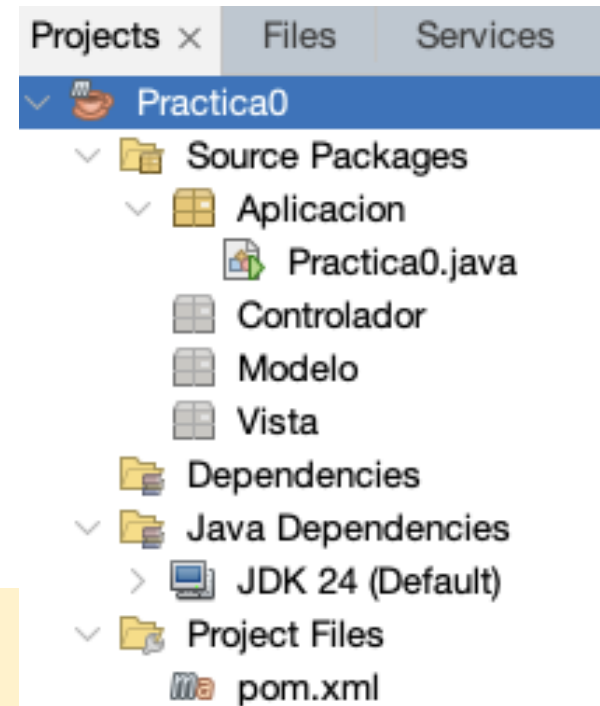 Projects × Files Services
Practica0
Source Packages
Aplicacion
Practica0.java
Controlador
Modelo
Vista
Dependencies
Java Dependencies
JDK 24 (Default)
Project Files
pom.xml